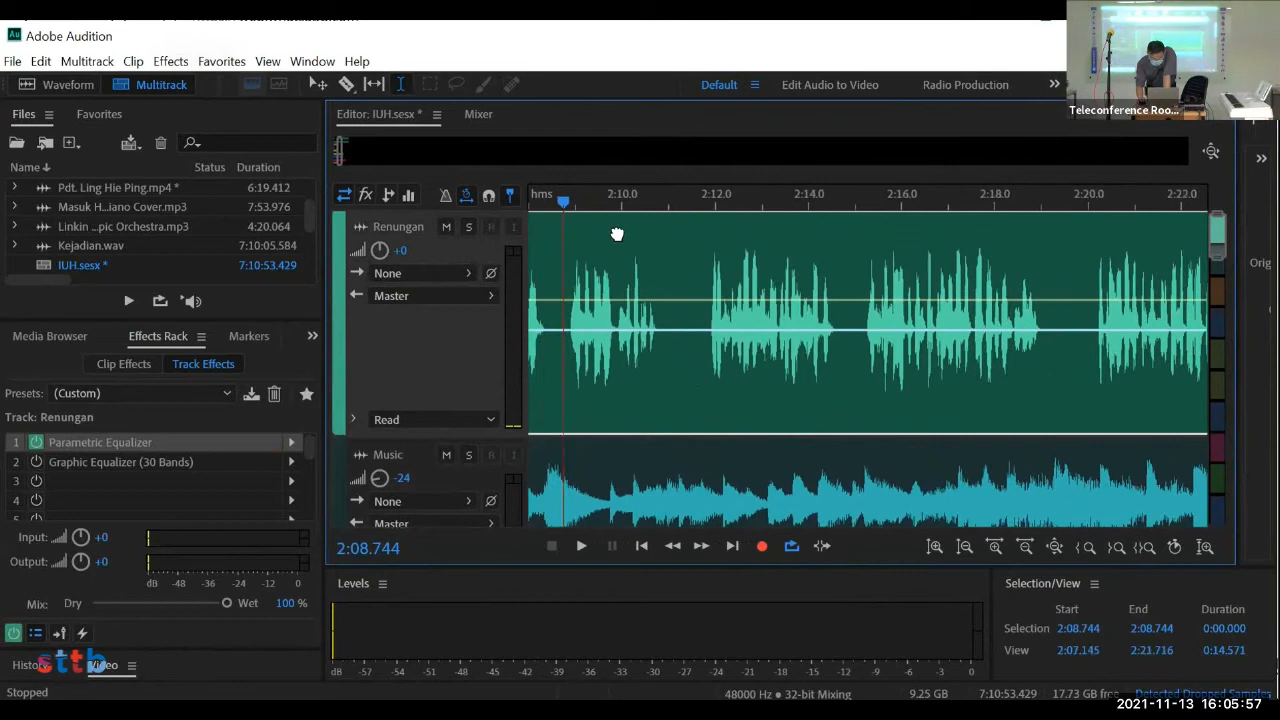 Adobe Audition
File Edit Multitrack Clip Effects Favorites View Window Help
Waveform Multitrack Default Edit Audio to Video Radio Production
Teleconference Roo...
Files Favorites
Editor: IUH.sesx * Mixer
Name Status Duration
Pdt. Ling Hie Ping.mp4 * 6:19.412
Masuk H...iano Cover.mp3 7:53.976
Linkin ...pic Orchestra.mp3 4:20.064
Kejadian.wav 7:10:05.584
IUH.sesx * 7:10:53.429
hms 2:10.0 2:12.0 2:14.0 2:16.0 2:18.0 2:20.0 2:22.0
Renungan M S R I
+0
None
Master
Read
Music M S R I
-24
None
Master
Orig
Media Browser Effects Rack Markers
Clip Effects Track Effects
Presets: (Custom)
Track: Renungan
1 Parametric Equalizer
2 Graphic Equalizer (30 Bands)
3
4
Input: +0
Output: +0
dB -48 -36 -24 -12 0
Mix: Dry Wet 100 %
2:08.744
Levels
dB -57 -54 -51 -48 -45 -42 -39 -36 -33 -30 -27 -24 -21 -18 -15 -12 -9 -6 -3 0
Selection/View
Start End Duration
Selection 2:08.744 2:08.744 0:00.000
View 2:07.145 2:21.716 0:14.571
History Video
sttb
Stopped
48000 Hz ● 32-bit Mixing 9.25 GB 7:10:53.429 17.73 GB free Detected Dropped Samples
2021-11-13 16:05:57